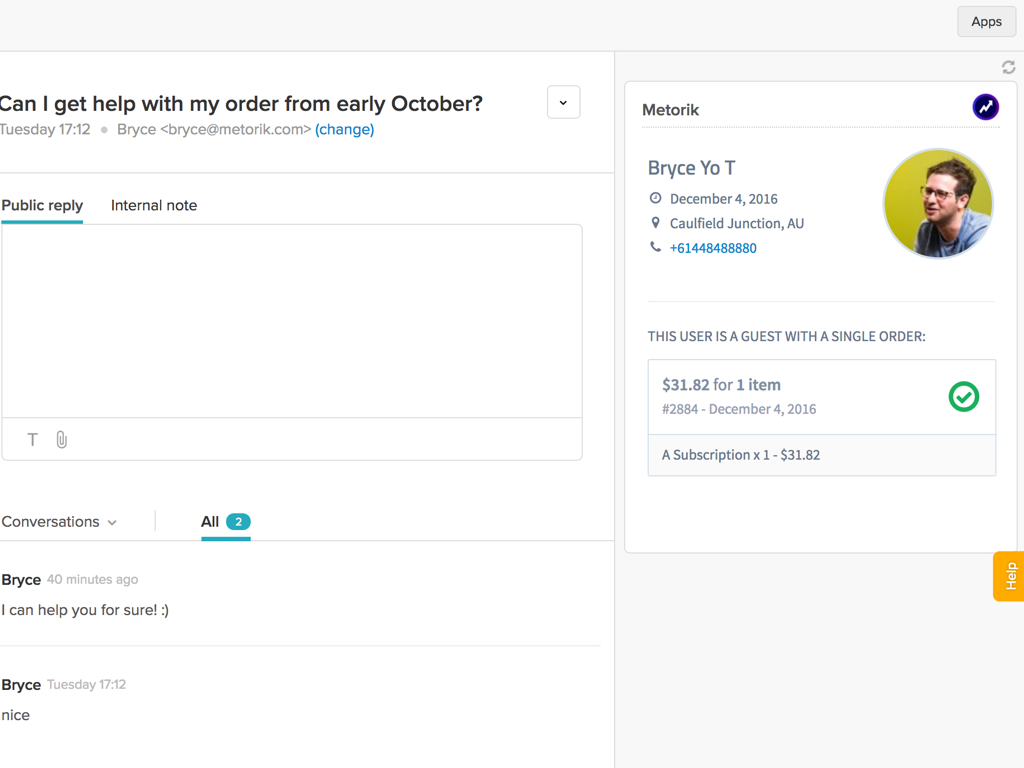 Apps
Can I get help with my order from early October?
Tuesday 17:12 Bryce <bryce@metorik.com> (change)
Public reply Internal note
T
Conversations All 2
Bryce 40 minutes ago
I can help you for sure! :)
Bryce Tuesday 17:12
nice
Metorik
Bryce Yo T
December 4, 2016
Caulfield Junction, AU
+61448488880
THIS USER IS A GUEST WITH A SINGLE ORDER:
$31.82 for 1 item
#2884 - December 4, 2016
A Subscription x 1 - $31.82
Help